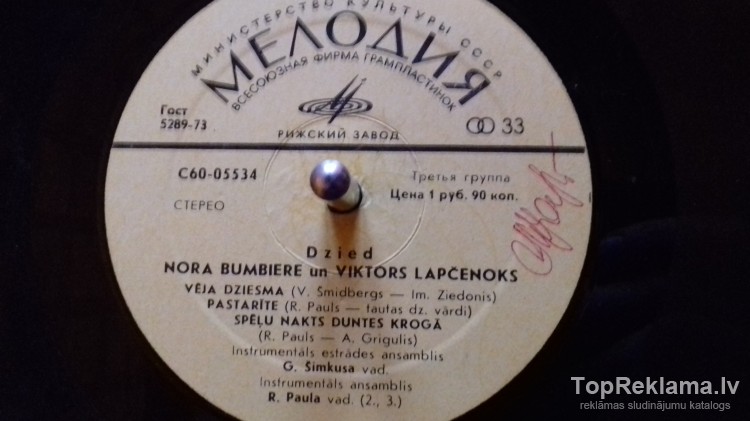 МИНИСТЕРСТВО КУЛЬТУРЫ СССР
МЕЛОДИЯ
ВСЕСОЮЗНАЯ ФИРМА ГРАМПЛАСТИНОК
Гост
5289-73
РИЖСКИЙ ЗАВОД
33
С60-05534
Третья группа
Цена 1 руб. 90 коп.
СТЕРЕО
Dzied
NORA BUMBIERE un VIKTORS LAPČENOKS
VĒJA DZIESMA (V. Šmidbergs — Im. Ziedonis)
PASTARĪTE (R. Pauls — tautas dz. vārdi)
SPĒĻU NAKTS DUNTES KROGĀ
(R. Pauls — A. Grigulis)
Instrumentāls estrādes ansamblis
G. Šimkusa vad.
Instrumentāls ansamblis
R. Paula vad. (2., 3.)
TopReklama.lv
reklāmas sludinājumu katalogs